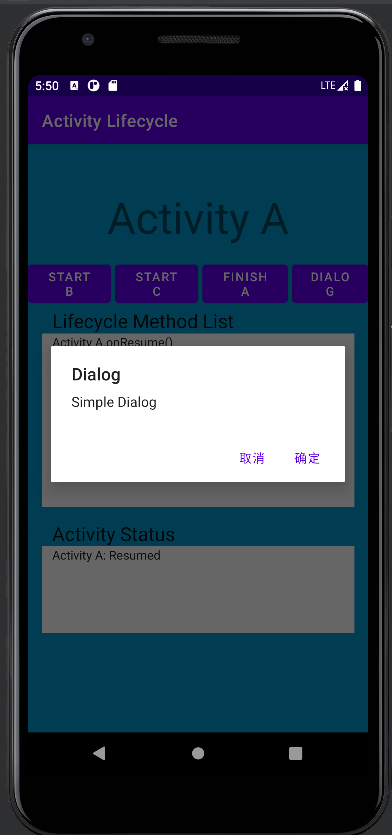 5:50
LTE
Activity Lifecycle
Activity A
START
B
START
C
FINISH
A
DIALO
G
Lifecycle Method List
Activity A.onResume()
Dialog
Simple Dialog
取消
确定
Activity Status
Activity A: Resumed